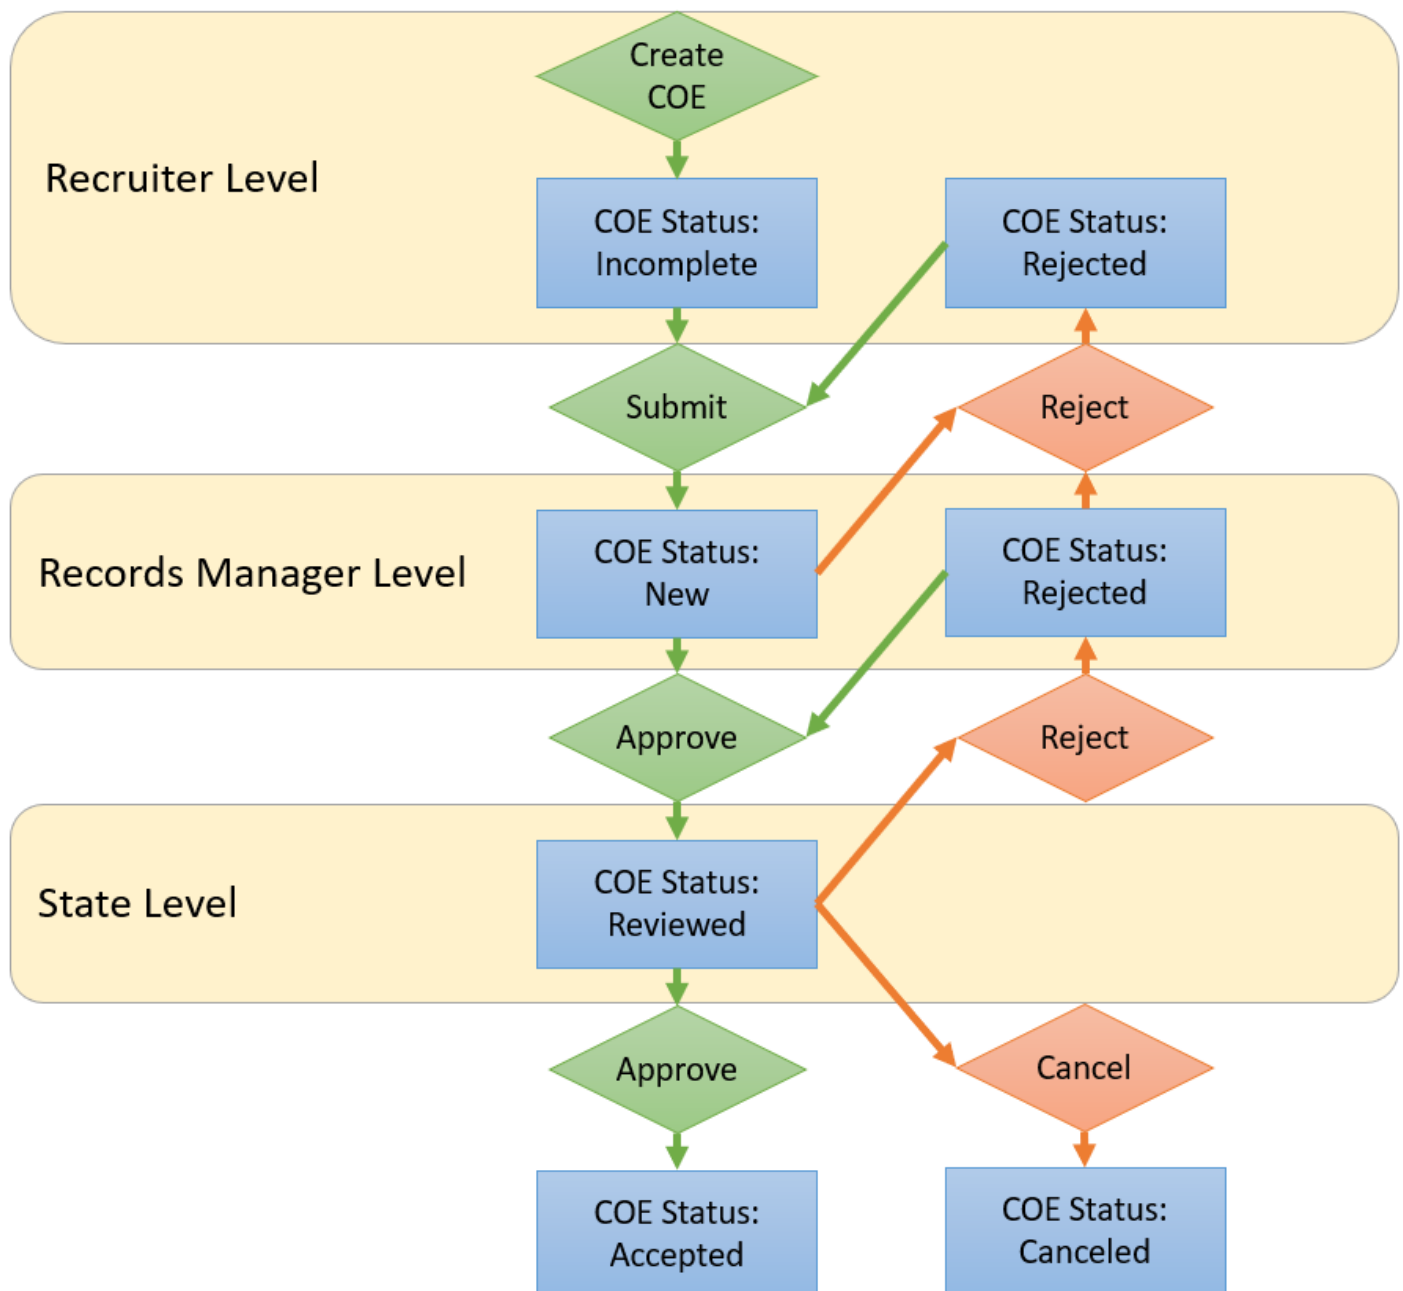 Create
COE
Recruiter Level
COE Status:
Incomplete
COE Status:
Rejected
Submit
Reject
Records Manager Level
COE Status:
New
COE Status:
Rejected
Approve
Reject
State Level
COE Status:
Reviewed
Approve
Cancel
COE Status:
Accepted
COE Status:
Canceled